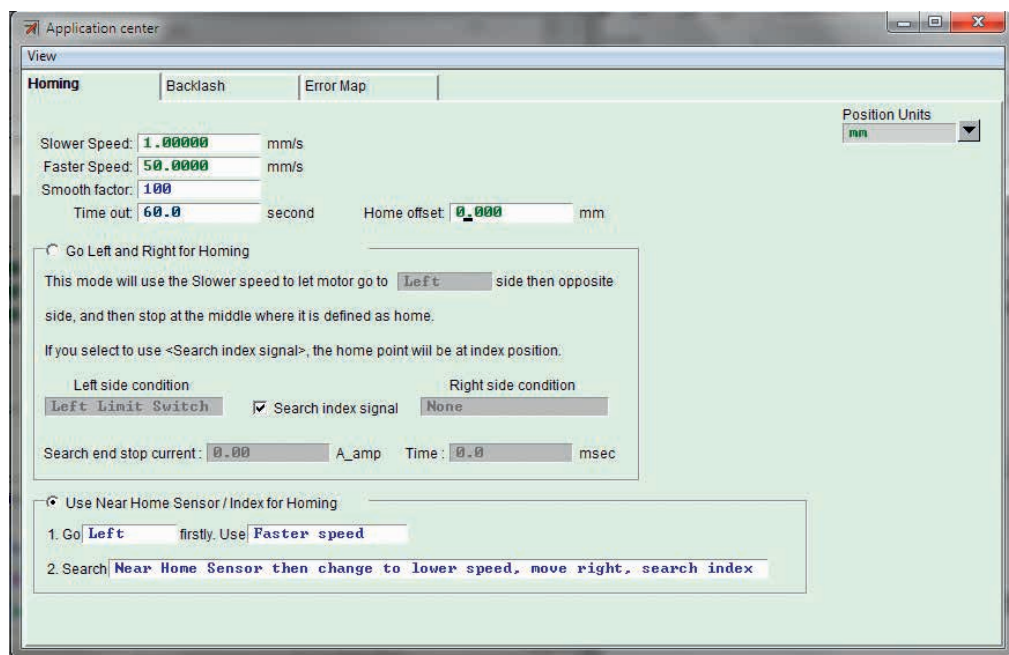 Application center
View
Homing Backlash Error Map
Position Units
mm
Slower Speed: 1.00000 mm/s
Faster Speed: 50.0000 mm/s
Smooth factor: 100
Time out: 60.0 second Home offset: 0.000 mm
Go Left and Right for Homing
This mode will use the Slower speed to let motor go to Left side then opposite
side, and then stop at the middle where it is defined as home.
If you select to use <Search index signal>, the home point wiil be at index position.
Left side condition Right side condition
Left Limit Switch Search index signal None
Search end stop current : 0.00 A_amp Time : 0.0 msec
Use Near Home Sensor / Index for Homing
1. Go Left firstly. Use Faster speed
2. Search Near Home Sensor then change to lower speed, move right, search index